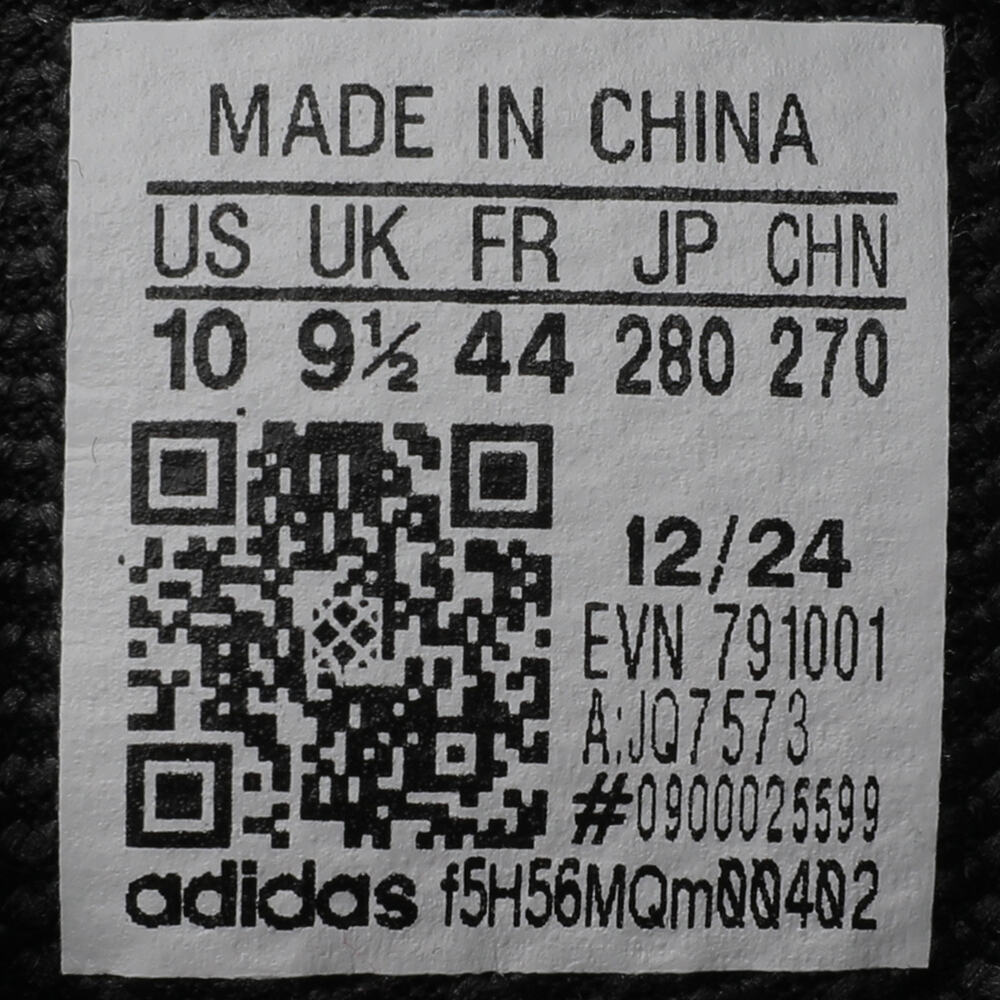 MADE IN CHINA
US UK FR JP CHN
10 9½ 44 280 270
12/24
EVN 791001
A:JQ7573
#0900025599
adidas f5H56MQm00402